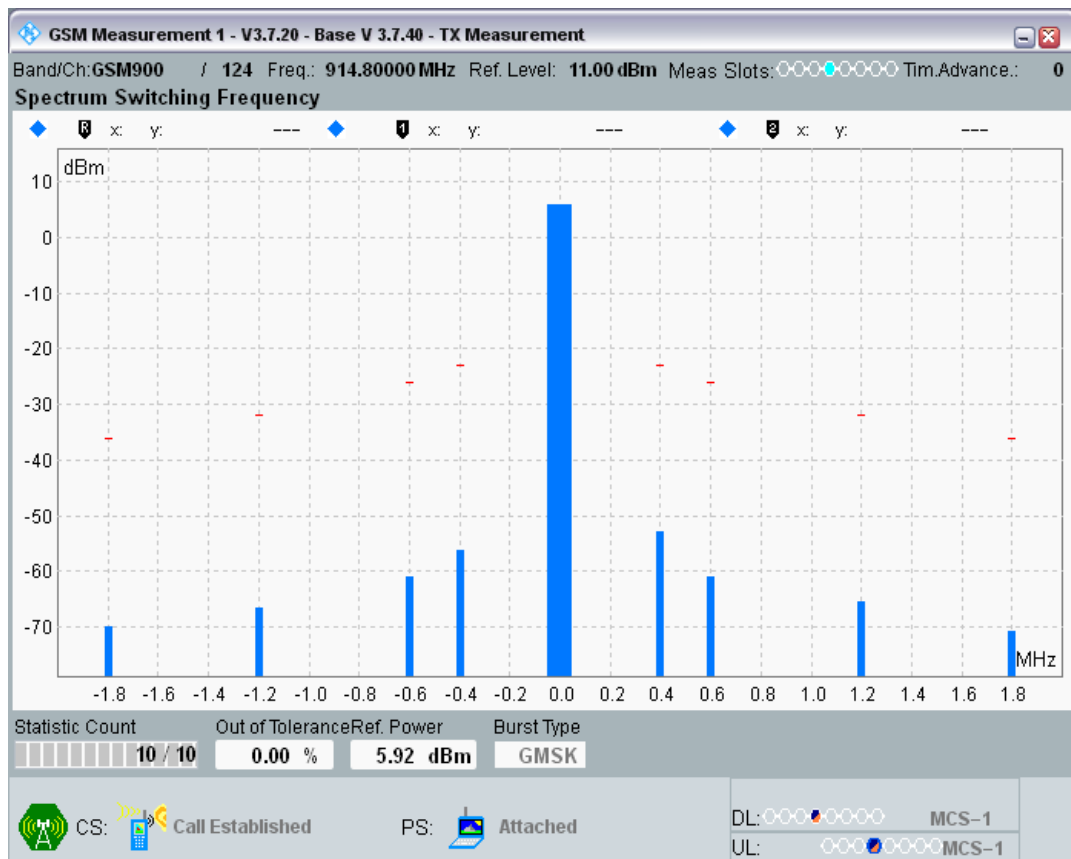 GSM Measurement 1 - V3.7.20 - Base V 3.7.40 - TX Measurement
Band/Ch:GSM900 / 124 Freq.: 914.80000 MHz Ref. Level: 11.00 dBm Meas Slots: Tim.Advance.: 0
Spectrum Switching Frequency
R x: y: --- 1 x: y: --- 2 x: y: ---
dBm
10
0
-10
-20
-30
-40
-50
-60
-70
MHz
-1.8 -1.6 -1.4 -1.2 -1.0 -0.8 -0.6 -0.4 -0.2 0.0 0.2 0.4 0.6 0.8 1.0 1.2 1.4 1.6 1.8
Statistic Count Out of Tolerance Ref. Power Burst Type
10 / 10 0.00 % 5.92 dBm GMSK
CS: Call Established PS: Attached
DL: MCS-1
UL: MCS-1